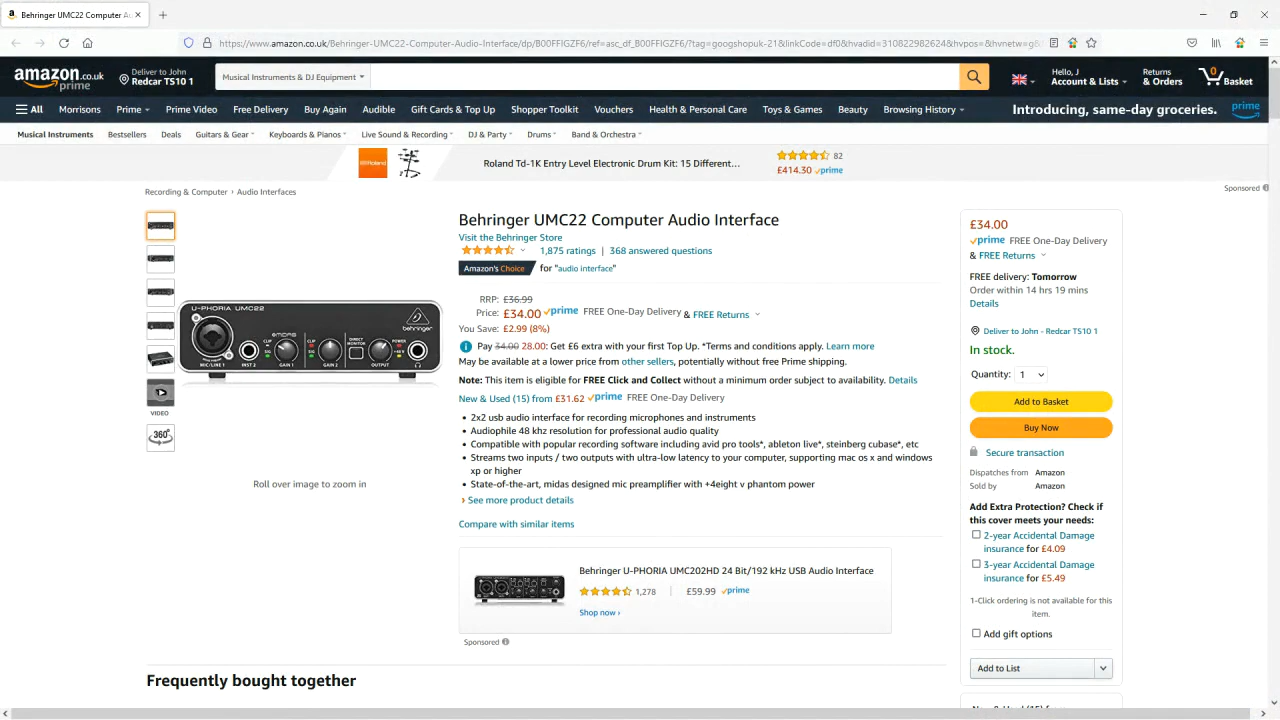 Behringer UMC22 Computer Au
https://www.amazon.co.uk/Behringer-UMC22-Computer-Audio-Interface/dp/B00FFIGZF6/ref=asc_df_B00FFIGZF6/?tag=googshopuk-21&linkCode=df0&hvadid=310822982624&hvpos=&hvnetw=g&
amazon.co.uk
prime
Deliver to John
Redcar TS10 1
Musical Instruments & DJ Equipment
Hello, J
Account & Lists
Returns
& Orders
0
Basket
All
Morrisons
Prime
Prime Video
Free Delivery
Buy Again
Audible
Gift Cards & Top Up
Shopper Toolkit
Vouchers
Health & Personal Care
Toys & Games
Beauty
Browsing History
Introducing, same-day groceries.
prime
Musical Instruments
Bestsellers
Deals
Guitars & Gear
Keyboards & Pianos
Live Sound & Recording
DJ & Party
Drums
Band & Orchestra
Roland
Roland Td-1K Entry Level Electronic Drum Kit: 15 Different...
82
£414.30 prime
Sponsored
Recording & Computer › Audio Interfaces
Behringer UMC22 Computer Audio Interface
Visit the Behringer Store
1,875 ratings | 368 answered questions
Amazon's Choice for "audio interface"
RRP: £36.99
Price: £34.00 prime FREE One-Day Delivery & FREE Returns
You Save: £2.99 (8%)
Pay 34.00 28.00: Get £6 extra with your first Top Up. *Terms and conditions apply. Learn more
May be available at a lower price from other sellers, potentially without free Prime shipping.
Note: This item is eligible for FREE Click and Collect without a minimum order subject to availability. Details
New & Used (15) from £31.62 prime FREE One-Day Delivery
• 2x2 usb audio interface for recording microphones and instruments
• Audiophile 48 khz resolution for professional audio quality
• Compatible with popular recording software including avid pro tools*, ableton live*, steinberg cubase*, etc
• Streams two inputs / two outputs with ultra-low latency to your computer, supporting mac os x and windows
xp or higher
• State-of-the-art, midas designed mic preamplifier with +4eight v phantom power
› See more product details
Compare with similar items
U-PHORIA UMC22
behringer
MIDAS
MIC/LINE 1
INST 2
CLIP
SIG
GAIN 1
CLIP
SIG
GAIN 2
DIRECT
MONITOR
OUTPUT
VIDEO
360°
Roll over image to zoom in
Behringer U-PHORIA UMC202HD 24 Bit/192 kHz USB Audio Interface
1,278 | £59.99 prime
Shop now ›
Sponsored
Frequently bought together
£34.00
prime FREE One-Day Delivery
& FREE Returns
FREE delivery: Tomorrow
Order within 14 hrs 19 mins
Details
Deliver to John - Redcar TS10 1
In stock.
Quantity: 1
Add to Basket
Buy Now
Secure transaction
Dispatches from Amazon
Sold by Amazon
Add Extra Protection? Check if
this cover meets your needs:
2-year Accidental Damage
insurance for £4.09
3-year Accidental Damage
insurance for £5.49
1-Click ordering is not available for this
item.
Add gift options
Add to List